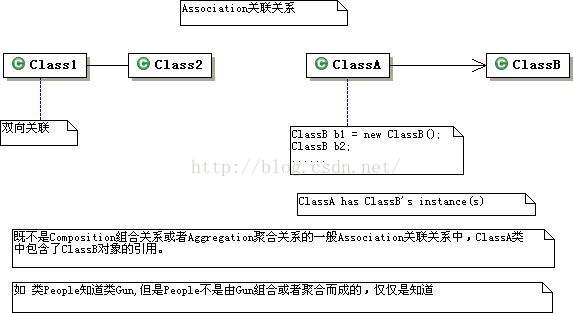 Association关联关系
Class1
Class2
ClassA
ClassB
双向关联
ClassB b1 = new ClassB();
ClassB b2;
......
http://blog.csdn.net/
ClassA has ClassB's instance(s)
既不是Composition组合关系或者Aggregation聚合关系的一般Association关联关系中，ClassA类
中包含了ClassB对象的引用。
如 类People知道类Gun,但是People不是由Gun组合或者聚合而成的，仅仅是知道